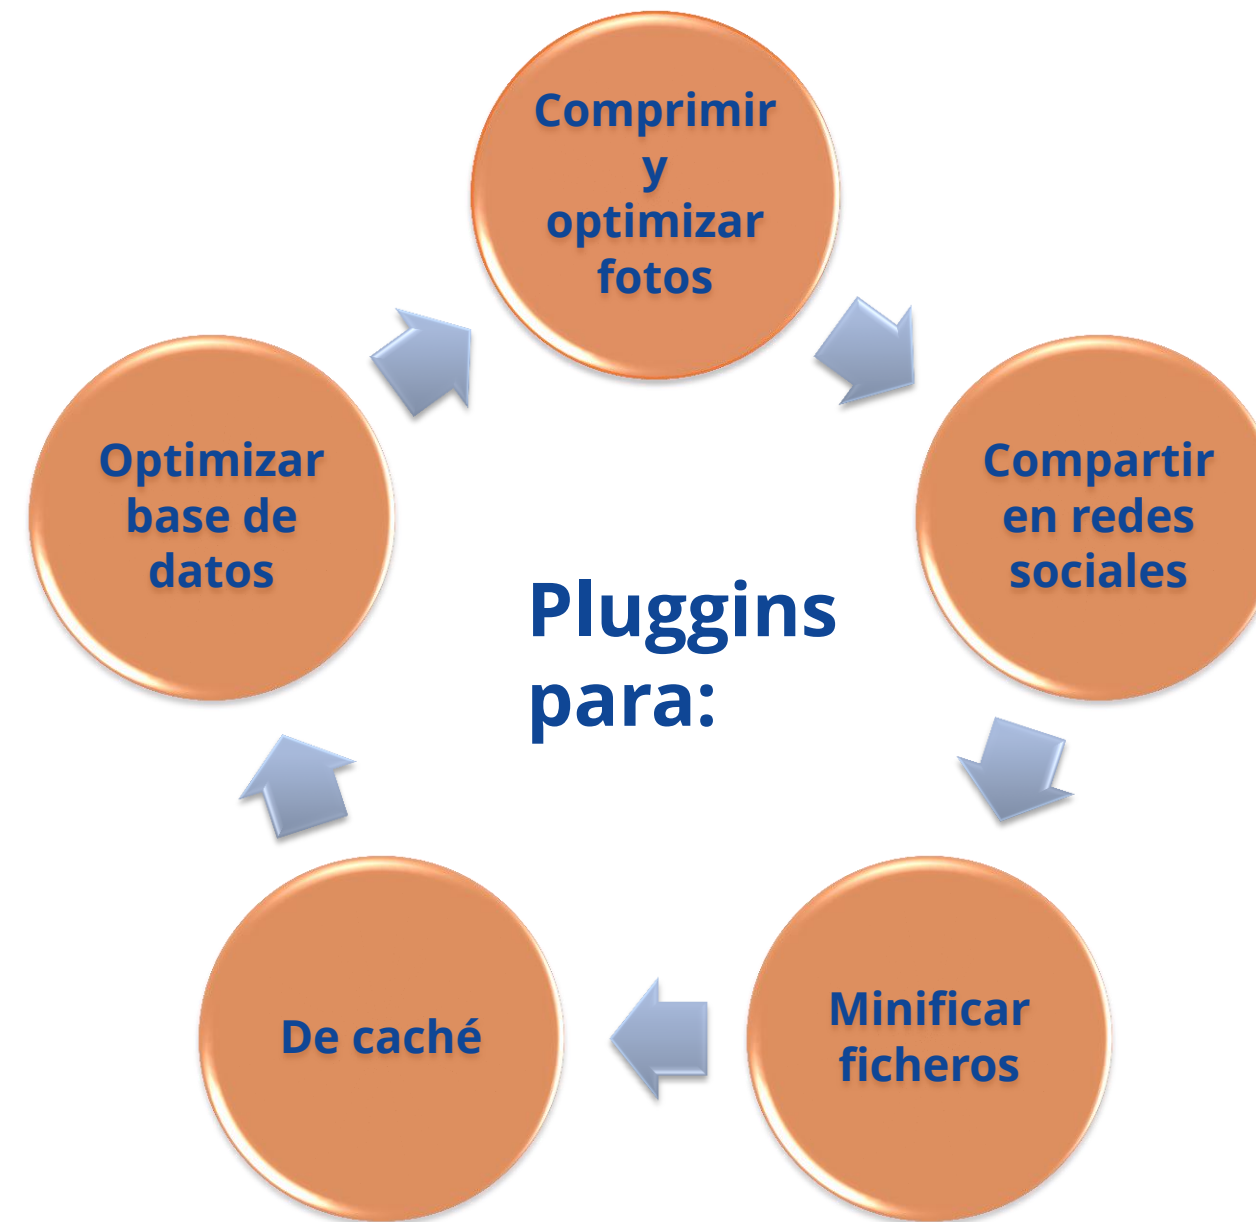 Comprimir
y
optimizar
fotos
Compartir
en redes
sociales
Minificar
ficheros
De caché
Optimizar
base de
datos
Pluggins
para: